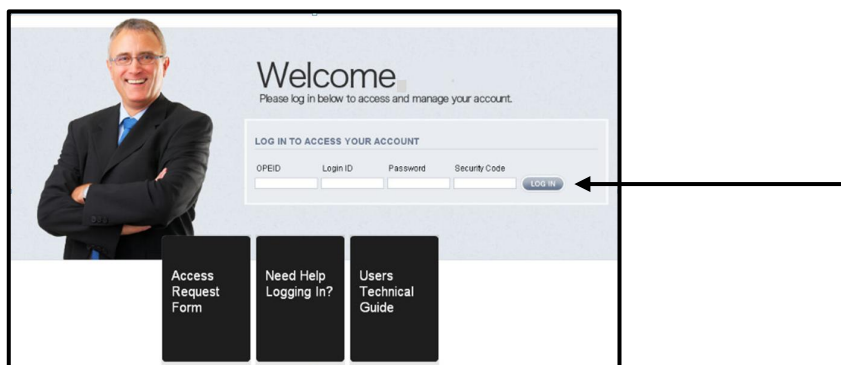 Welcome
Please log in below to access and manage your account.
LOG IN TO ACCESS YOUR ACCOUNT
OPEID Login ID Password Security Code
LOG IN
Access
Request
Form
Need Help
Logging In?
Users
Technical
Guide